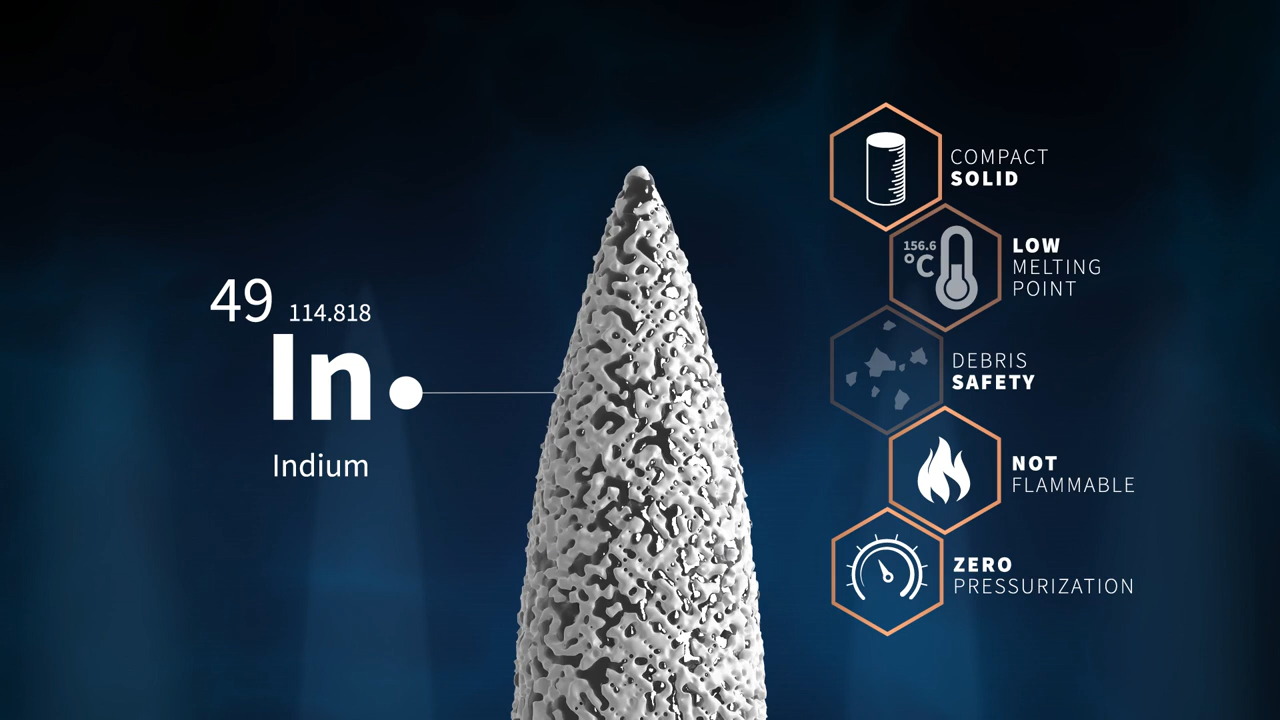 49 114.818
In
Indium
COMPACT
SOLID
156.6
°C
LOW
MELTING
POINT
DEBRIS
SAFETY
NOT
FLAMMABLE
ZERO
PRESSURIZATION